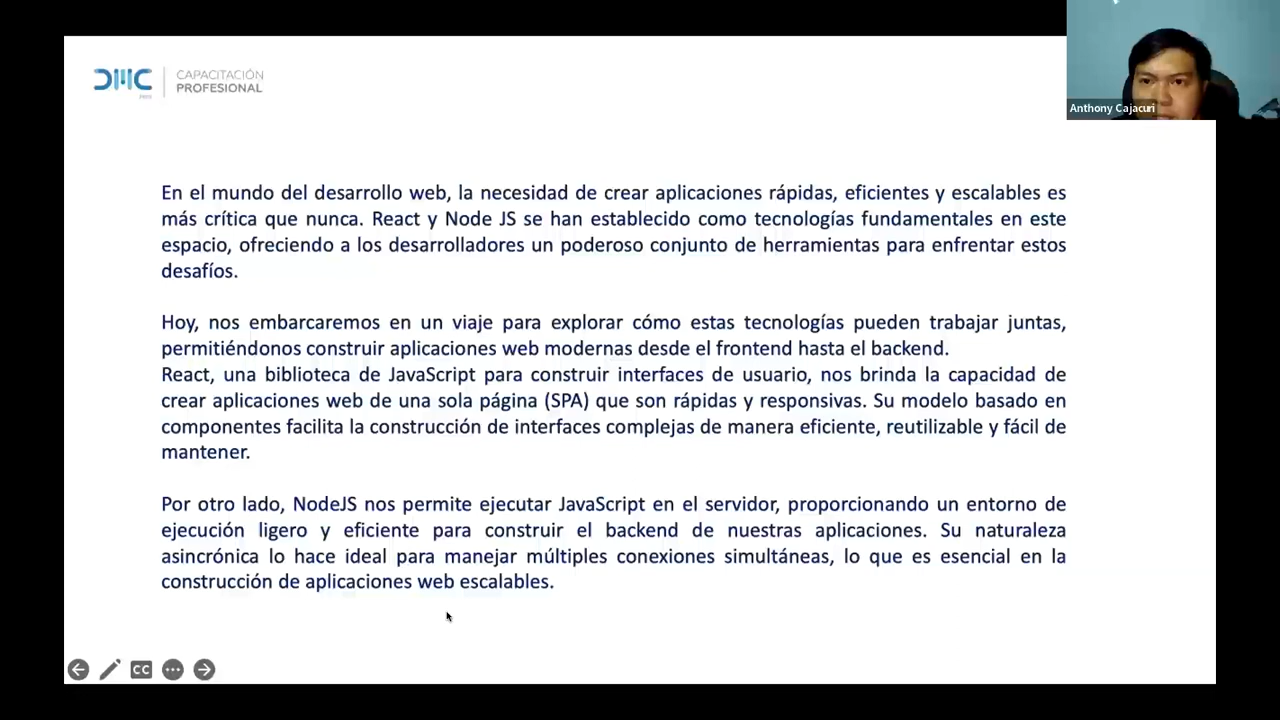 DMC
CAPACITACIÓN
PROFESIONAL
Anthony Cajacuri
En el mundo del desarrollo web, la necesidad de crear aplicaciones rápidas, eficientes y escalables es
más crítica que nunca. React y Node JS se han establecido como tecnologías fundamentales en este
espacio, ofreciendo a los desarrolladores un poderoso conjunto de herramientas para enfrentar estos
desafíos.
Hoy, nos embarcaremos en un viaje para explorar cómo estas tecnologías pueden trabajar juntas,
permitiéndonos construir aplicaciones web modernas desde el frontend hasta el backend.
React, una biblioteca de JavaScript para construir interfaces de usuario, nos brinda la capacidad de
crear aplicaciones web de una sola página (SPA) que son rápidas y responsivas. Su modelo basado en
componentes facilita la construcción de interfaces complejas de manera eficiente, reutilizable y fácil de
mantener.
Por otro lado, NodeJS nos permite ejecutar JavaScript en el servidor, proporcionando un entorno de
ejecución ligero y eficiente para construir el backend de nuestras aplicaciones. Su naturaleza
asincrónica lo hace ideal para manejar múltiples conexiones simultáneas, lo que es esencial en la
construcción de aplicaciones web escalables.
CC